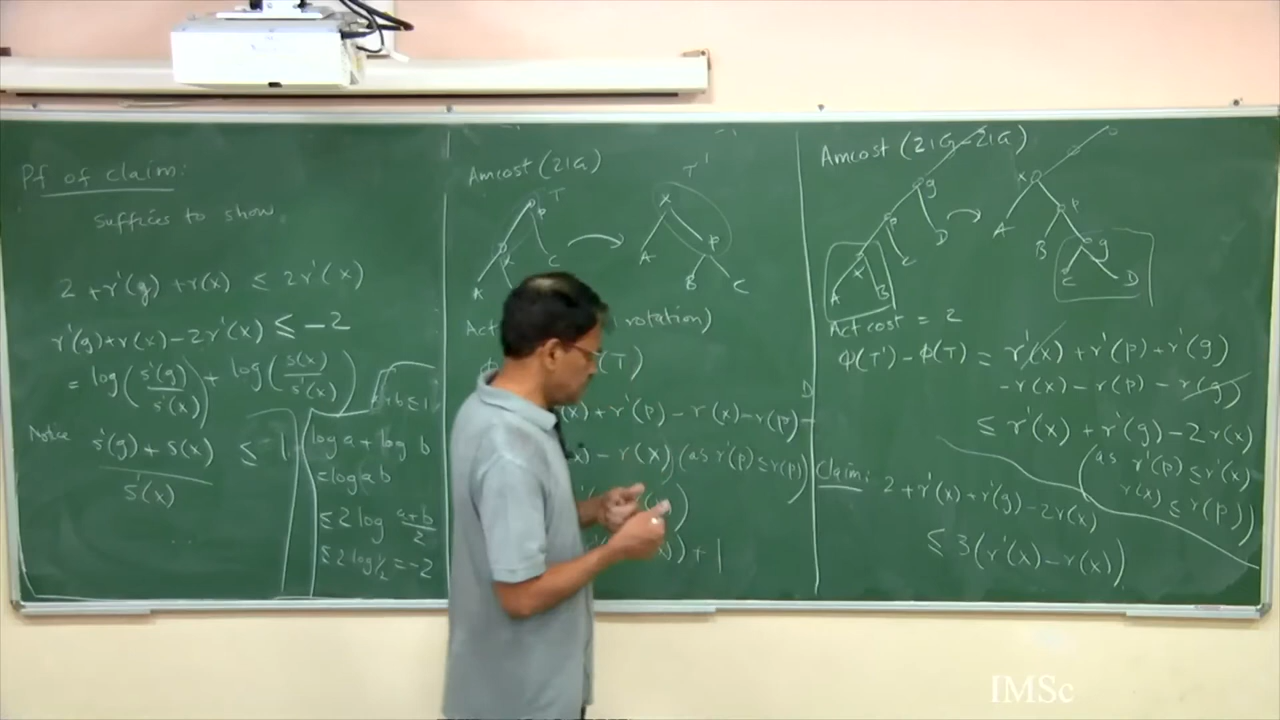 Pf of claim:
Suffices to show.
2 + r'(g) + r(x) ≤ 2r'(x)
r'(g) + r(x) - 2r'(x) ≤ -2
= log(s'(g)/s'(x)) + log(s(x)/s'(x))
Notice
s'(g) + s(x) / s'(x) ≤ 1
log a + log b
= log ab
≤ 2 log a+b/2
≤ 2 log 1/2 = -2
Amcost (ZIG)
T T'
x
p
p
A
C
A
B
C
rotation)
(T)
(x) + r'(p) - r(x) - r(p)
- r(x) (as r'(p) ≤ r(p))
) + 1
Amcost (ZIG-ZIG)
g
x
p
p
D
A
B
g
x
C
A
B
C
D
Act cost = 2
Φ(T') - Φ(T) = r'(x) + r'(p) + r'(g)
- r(x) - r(p) - r(g)
≤ r'(x) + r'(g) - 2r(x)
(as r'(p) ≤ r'(x)
r(x) ≤ r(p))
Claim: 2 + r'(x) + r'(g) - 2r(x)
≤ 3(r'(x) - r(x))
IMSc